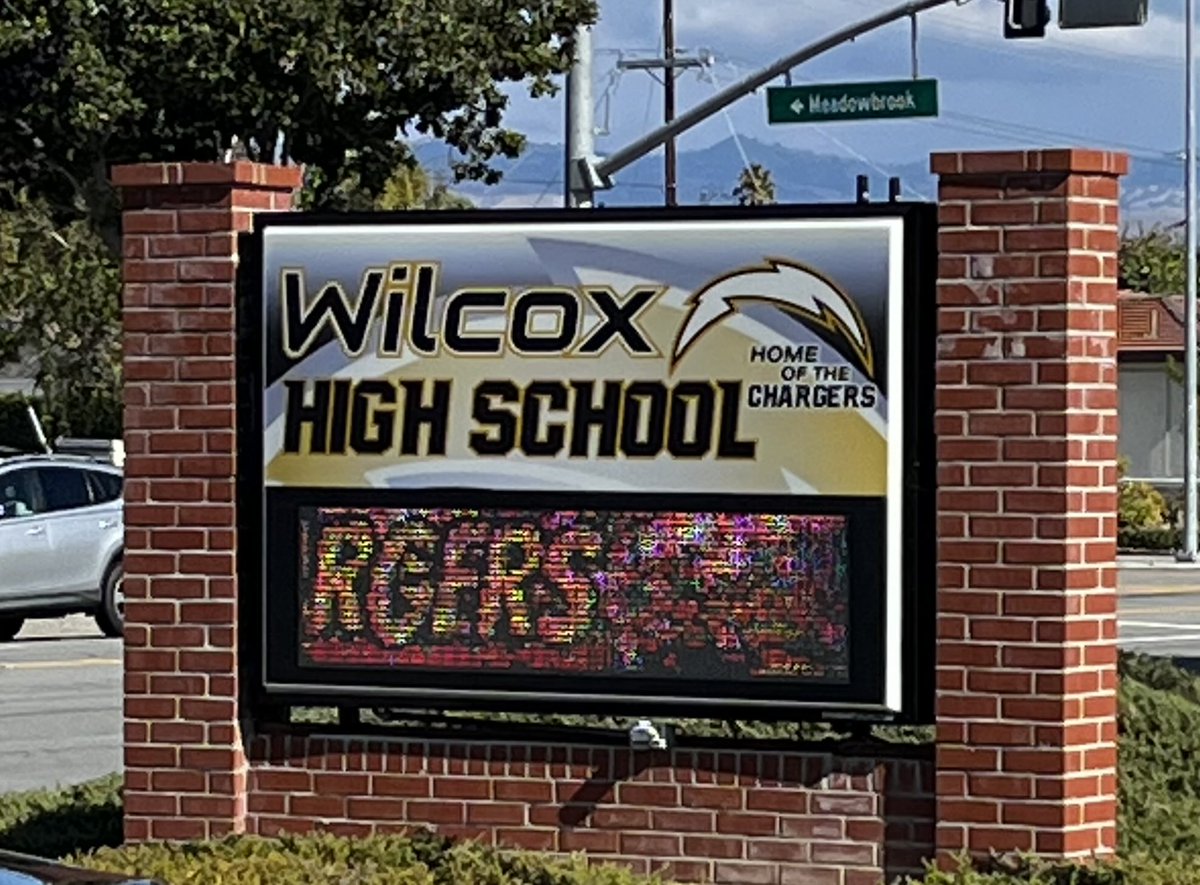 Meadowbrook
Wilcox
HIGH SCHOOL
HOME
OF THE
CHARGERS